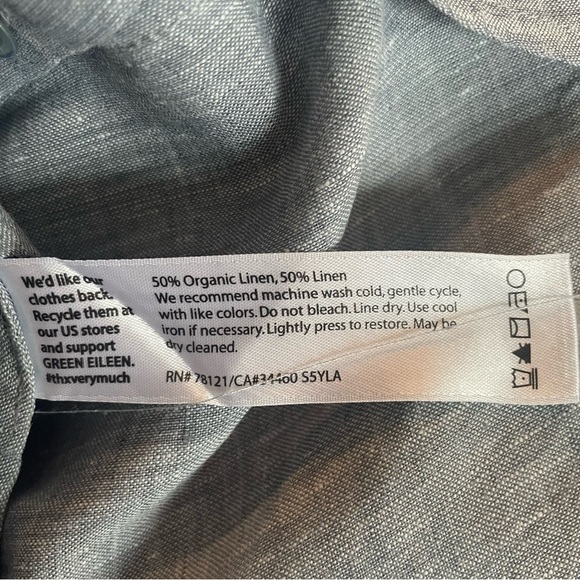 We'd like our
clothes back.
Recycle them at
our US stores
and support
GREEN EILEEN.
#thxverymuch
50% Organic Linen, 50% Linen
We recommend machine wash cold, gentle cycle,
with like colors. Do not bleach. Line dry. Use cool
iron if necessary. Lightly press to restore. May be
dry cleaned.
RN# 78121/CA#34460 S5YLA